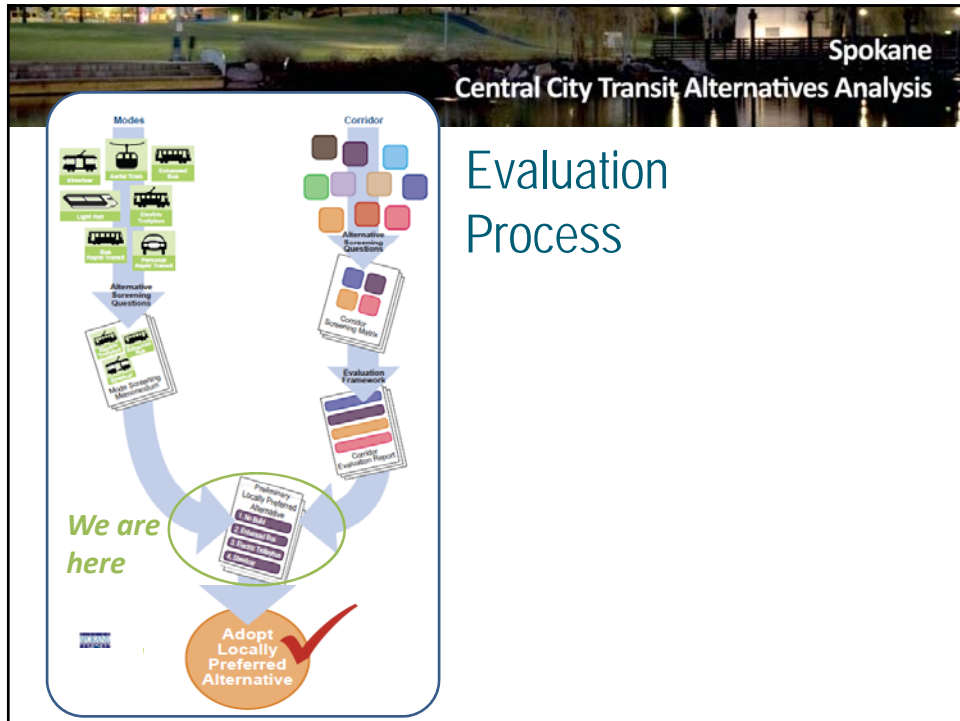 Spokane
Central City Transit Alternatives Analysis
Evaluation
Process
Modes
Streetcar
Aerial Tram
Enhanced
Bus
Light Rail
Electric
Trolleybus
Bus
Rapid Transit
Personal
Rapid Transit
Alternative
Screening
Questions
Mode Screening
Memorandum
Corridor
Alternative
Screening
Questions
Corridor
Screening Matrix
Evaluation
Framework
Corridor
Evaluation Report
We are
here
Preliminary
Locally Preferred
Alternative
1. No Build
2. Enhanced Bus
3. Electric Trolleybus
4. Streetcar
Adopt
Locally
Preferred
Alternative